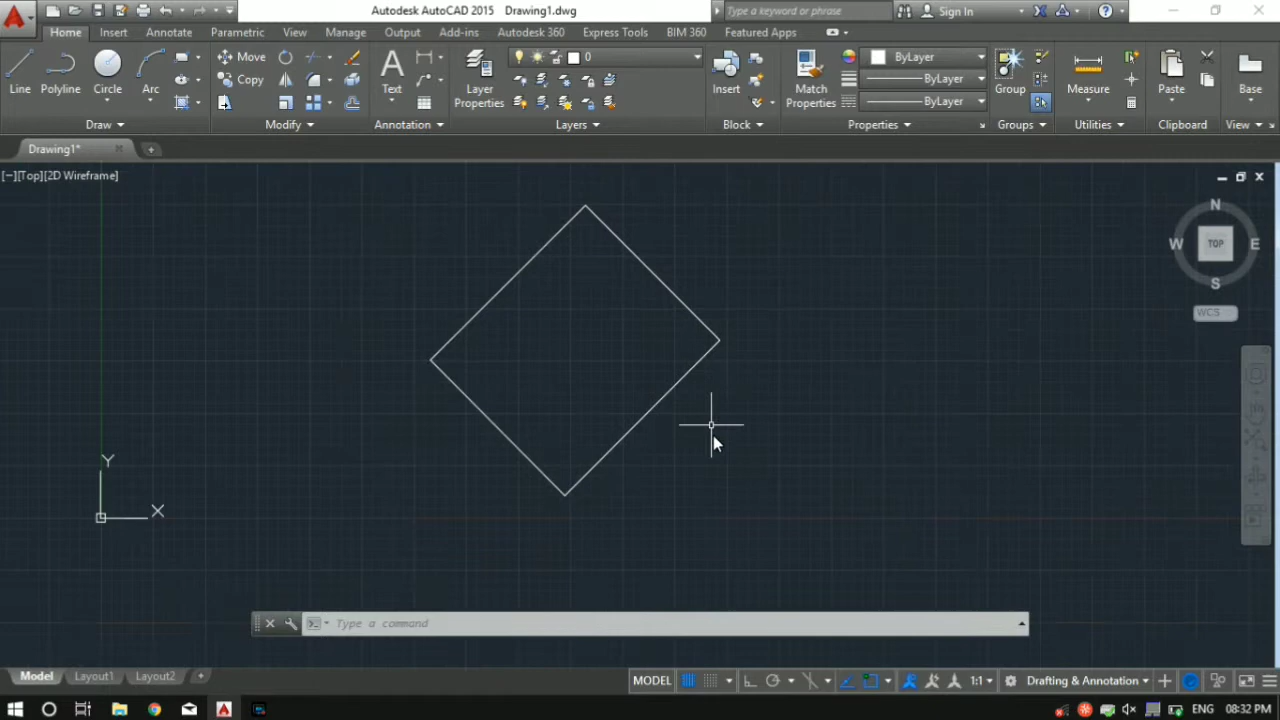 Autodesk AutoCAD 2015 Drawing1.dwg
Type a keyword or phrase
Sign In
Home Insert Annotate Parametric View Manage Output Add-ins Autodesk 360 Express Tools BIM 360 Featured Apps
Line Polyline Circle Arc
Move
Copy
Text
Layer Properties
0
Insert
Match Properties
ByLayer
ByLayer
ByLayer
Group
Measure
Paste
Base
Draw Modify Annotation Layers Block Properties Groups Utilities Clipboard View
Drawing1*
[−][Top][2D Wireframe]
N
W TOP E
S
WCS
Y
X
Type a command
Model Layout1 Layout2
MODEL 1:1 Drafting & Annotation
ENG 08:32 PM